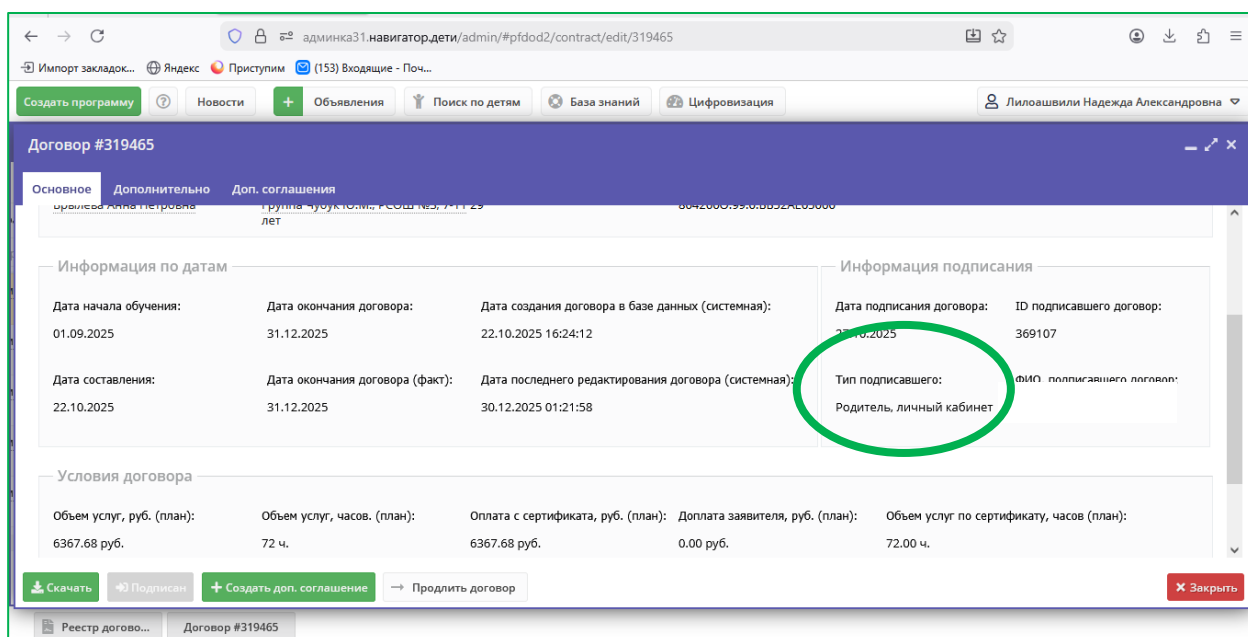 админка31.навигатор.дети/admin/#pfdod2/contract/edit/319465
Импорт закладок... Яндекс Приступим (153) Входящие - Поч...
Создать программу ? Новости + Объявления Поиск по детям База знаний Цифровизация Лилоашвили Надежда Александровна
Договор #319465
Основное Дополнительно Доп. соглашения
лет
Информация по датам Информация подписания
Дата начала обучения: Дата окончания договора: Дата создания договора в базе данных (системная): Дата подписания договора: ID подписавшего договор:
01.09.2025 31.12.2025 22.10.2025 16:24:12 27.10.2025 369107
Дата составления: Дата окончания договора (факт): Дата последнего редактирования договора (системная): Тип подписавшего: ФИО подписавшего договор:
22.10.2025 31.12.2025 30.12.2025 01:21:58 Родитель, личный кабинет
Условия договора
Объем услуг, руб. (план): Объем услуг, часов. (план): Оплата с сертификата, руб. (план): Доплата заявителя, руб. (план): Объем услуг по сертификату, часов (план):
6367.68 руб. 72 ч. 6367.68 руб. 0.00 руб. 72.00 ч.
Скачать Подписан + Создать доп. соглашение → Продлить договор × Закрыть
Реестр догово... Договор #319465